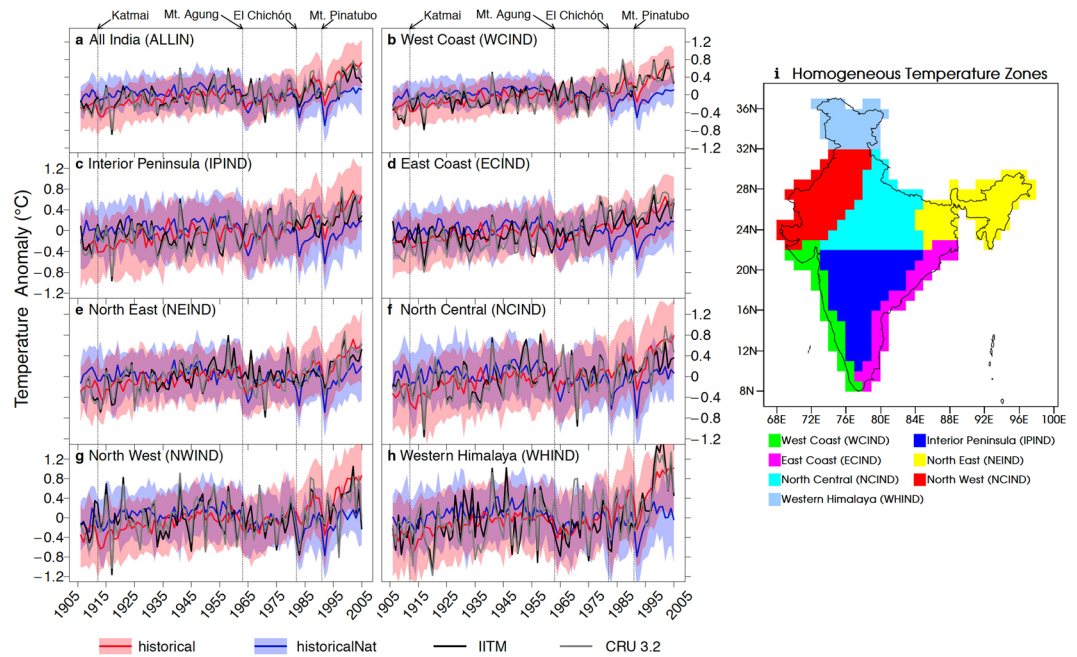 Katmai Mt. Agung El Chichón Mt. Pinatubo
Katmai Mt. Agung El Chichón Mt. Pinatubo
a All India (ALLIN)
b West Coast (WCIND)
1.2
0.8
0.4
0
−0.4
−0.8
−1.2
c Interior Peninsula (IPIND)
d East Coast (ECIND)
1.2
0.8
0.4
0
−0.4
−0.8
−1.2
e North East (NEIND)
f North Central (NCIND)
1.2
0.8
0.4
0
−0.4
−0.8
−1.2
g North West (NWIND)
h Western Himalaya (WHIND)
1.2
0.8
0.4
0
−0.4
−0.8
−1.2
Temperature Anomaly (°C)
1905 1915 1925 1935 1945 1955 1965 1975 1985 1995 2005
1905 1915 1925 1935 1945 1955 1965 1975 1985 1995 2005
historical historicalNat IITM CRU 3.2
i Homogeneous Temperature Zones
36N
32N
28N
24N
20N
16N
12N
8N
68E 72E 76E 80E 84E 88E 92E 96E 100E
West Coast (WCIND) Interior Peninsula (IPIND)
East Coast (ECIND) North East (NEIND)
North Central (NCIND) North West (NCIND)
Western Himalaya (WHIND)